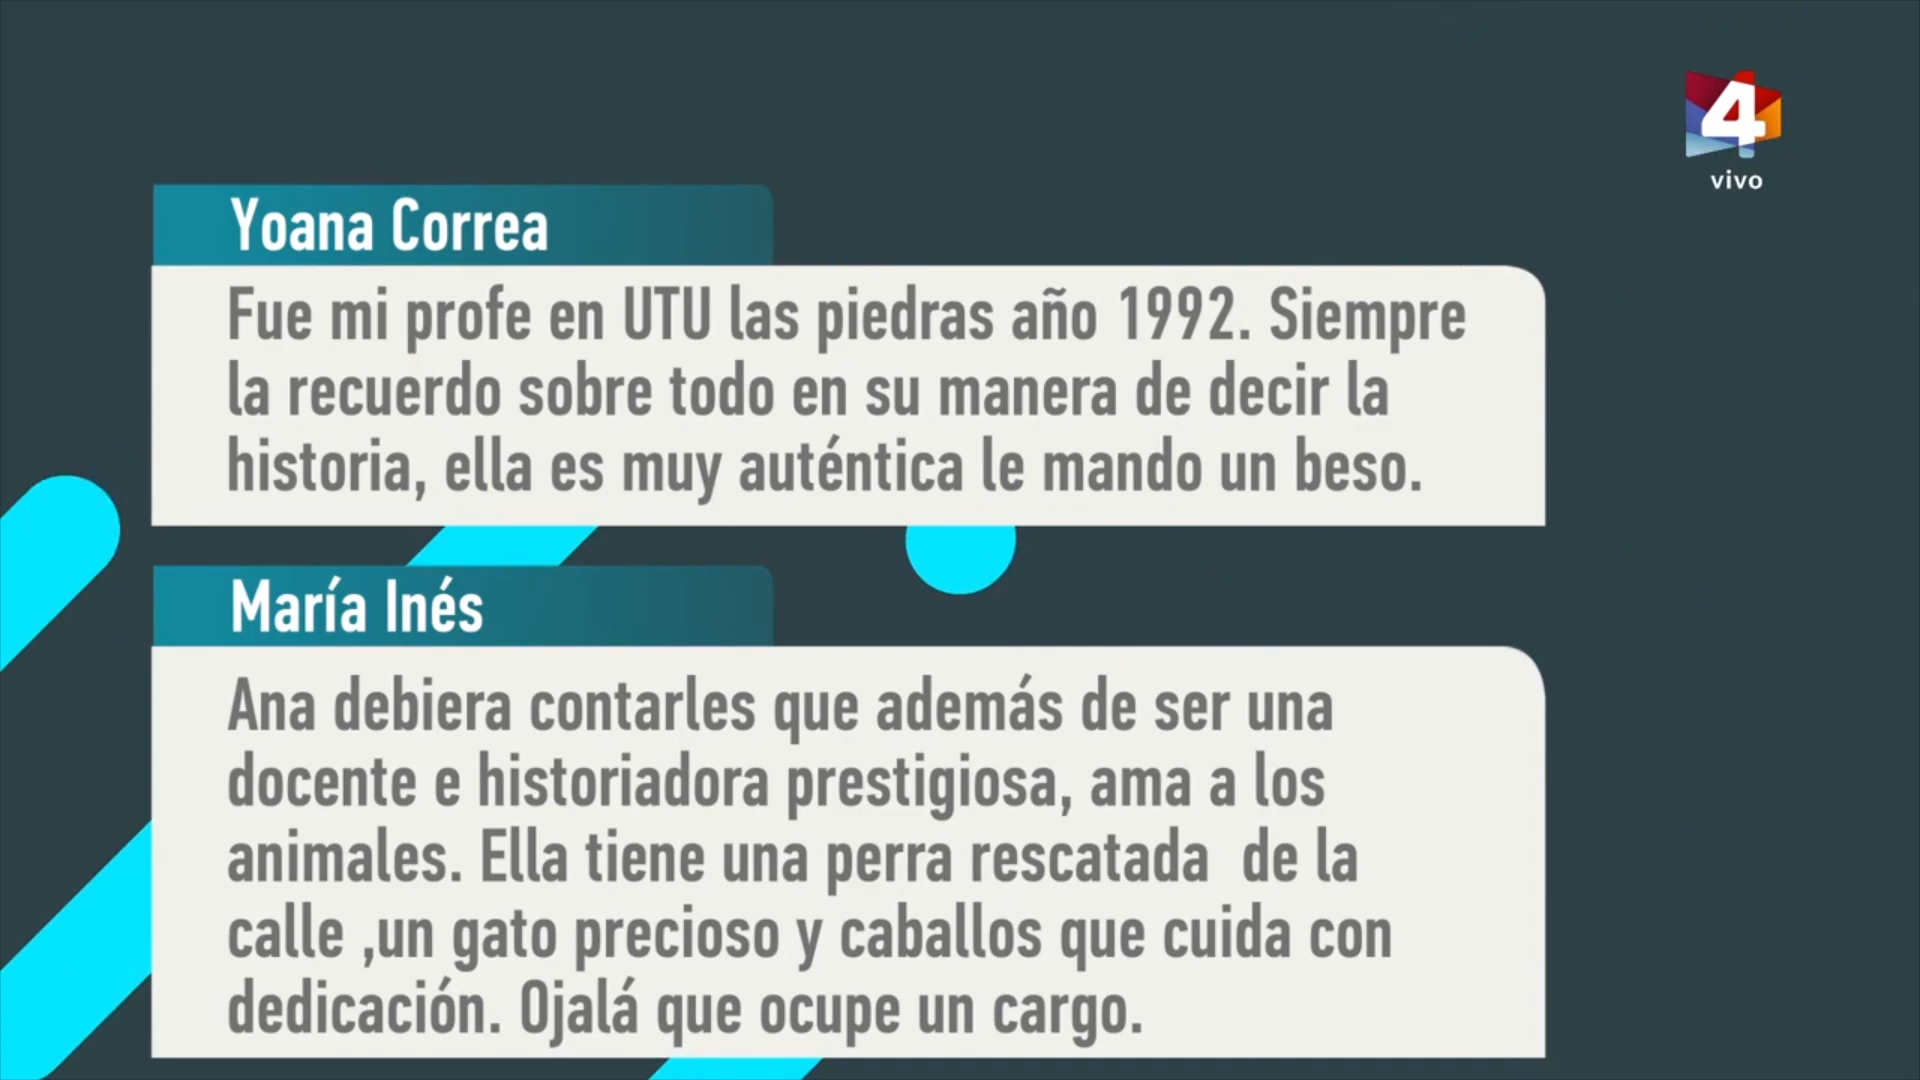 4
vivo
Yoana Correa
Fue mi profe en UTU las piedras año 1992. Siempre
la recuerdo sobre todo en su manera de decir la
historia, ella es muy auténtica le mando un beso.
María Inés
Ana debiera contarles que además de ser una
docente e historiadora prestigiosa, ama a los
animales. Ella tiene una perra rescatada  de la
calle ,un gato precioso y caballos que cuida con
dedicación. Ojalá que ocupe un cargo.